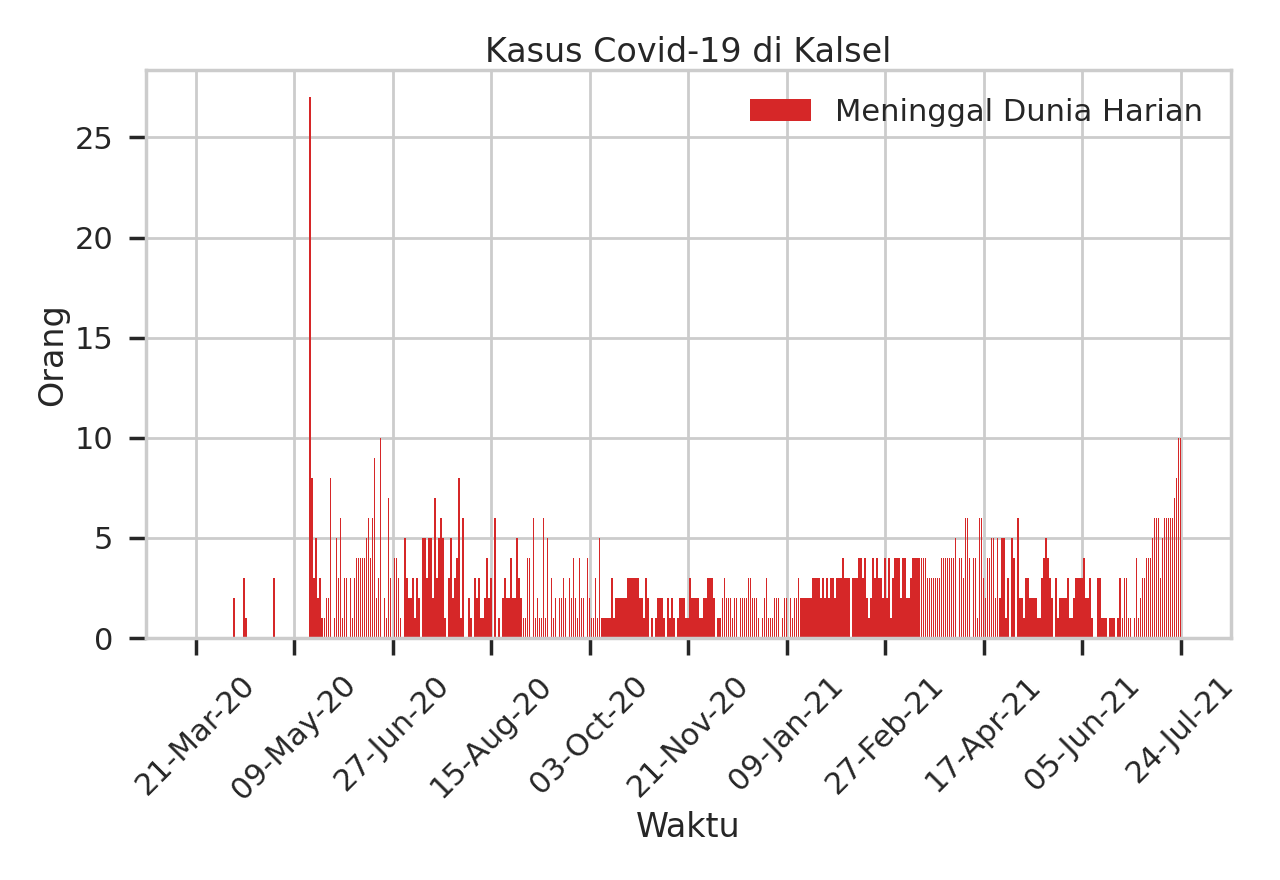 Kasus Covid-19 di Kalsel
Meninggal Dunia Harian
Orang
25
20
15
10
5
0
21-Mar-20
09-May-20
27-Jun-20
15-Aug-20
03-Oct-20
21-Nov-20
09-Jan-21
27-Feb-21
17-Apr-21
05-Jun-21
24-Jul-21
Waktu